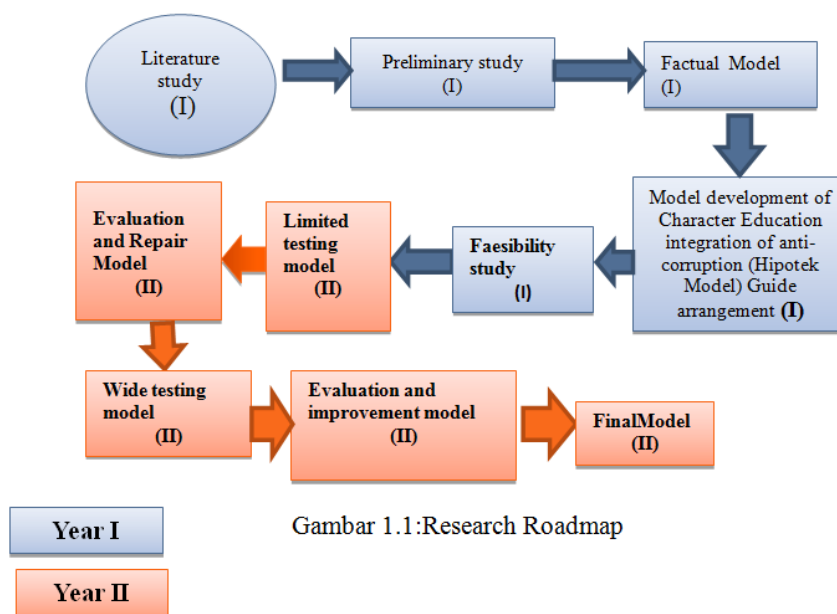 Literature
study
(I)
Preliminary study
(I)
Factual Model
(I)
Model development of
Character Education
integration of anti-
corruption (Hipotek
Model) Guide
arrangement (I)
Faesibility
study
(I)
Limited
testing
model
(II)
Evaluation
and Repair
Model
(II)
Wide testing
model
(II)
Evaluation and
improvement model
(II)
FinalModel
(II)
Gambar 1.1:Research Roadmap
Year I
Year II